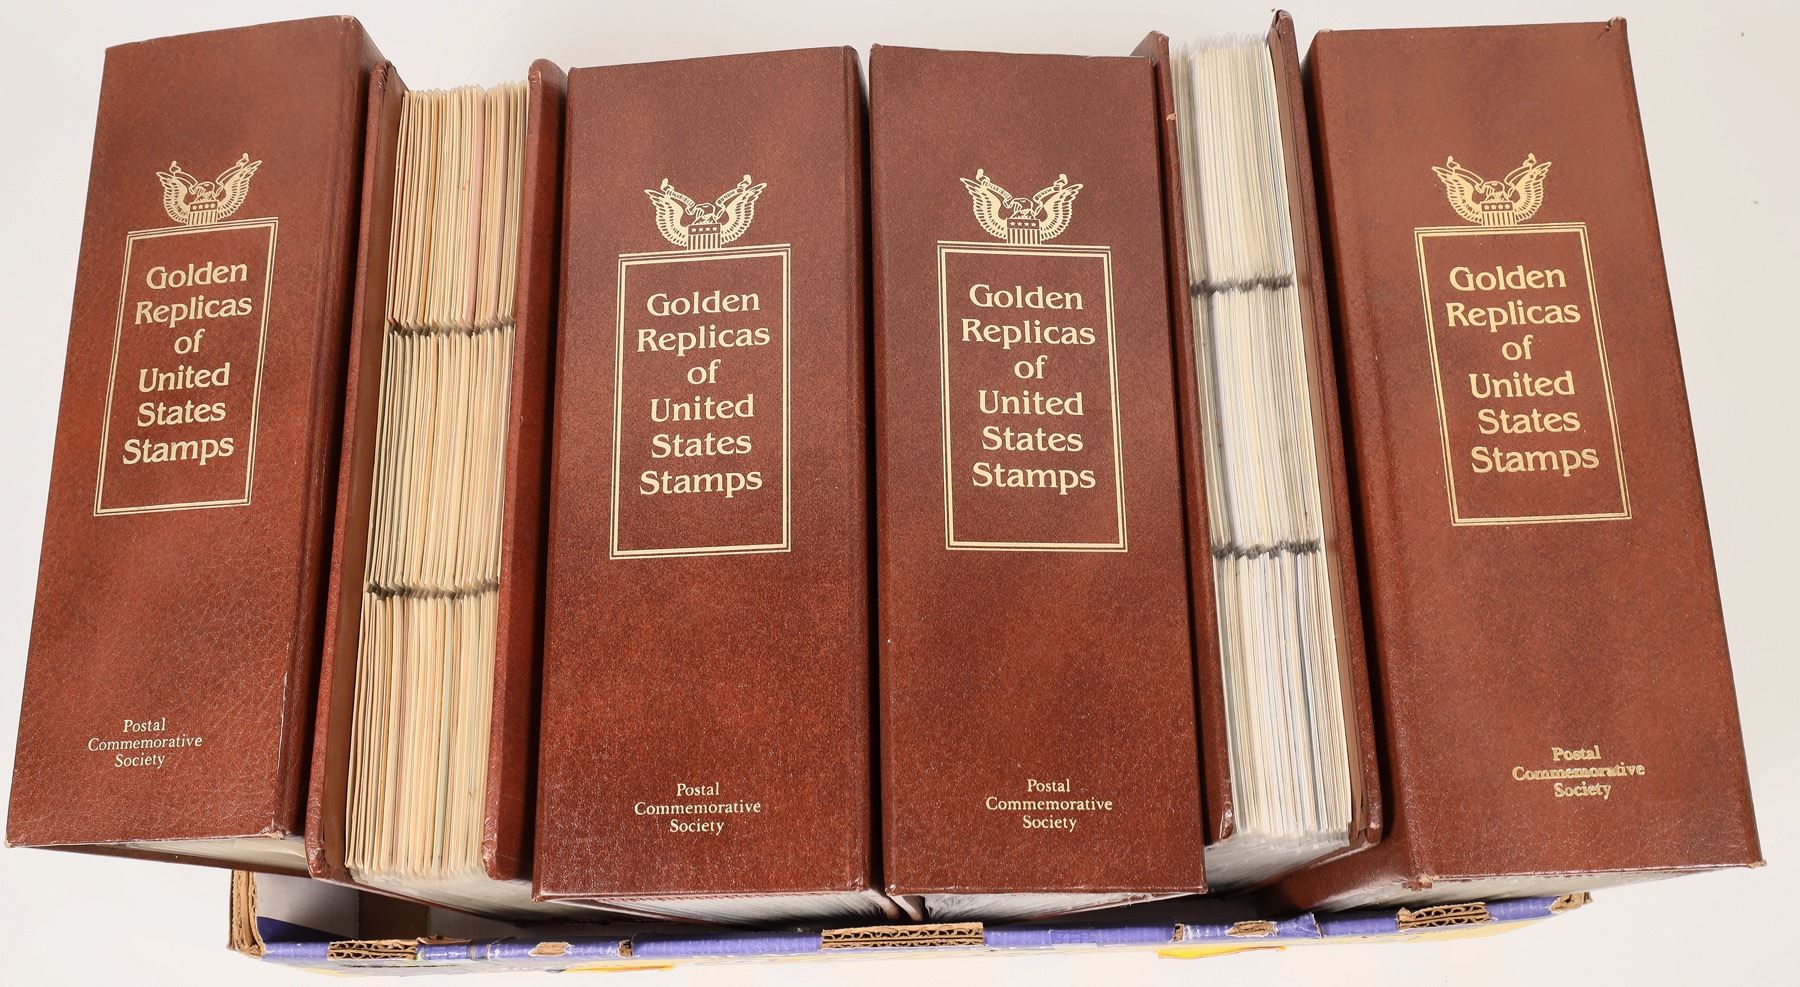 Golden
Replicas
of
United
States
Stamps
Postal
Commemorative
Society
Golden
Replicas
of
United
States
Stamps
Postal
Commemorative
Society
Golden
Replicas
of
United
States
Stamps
Postal
Commemorative
Society
Golden
Replicas
of
United
States
Stamps
Postal
Commemorative
Society